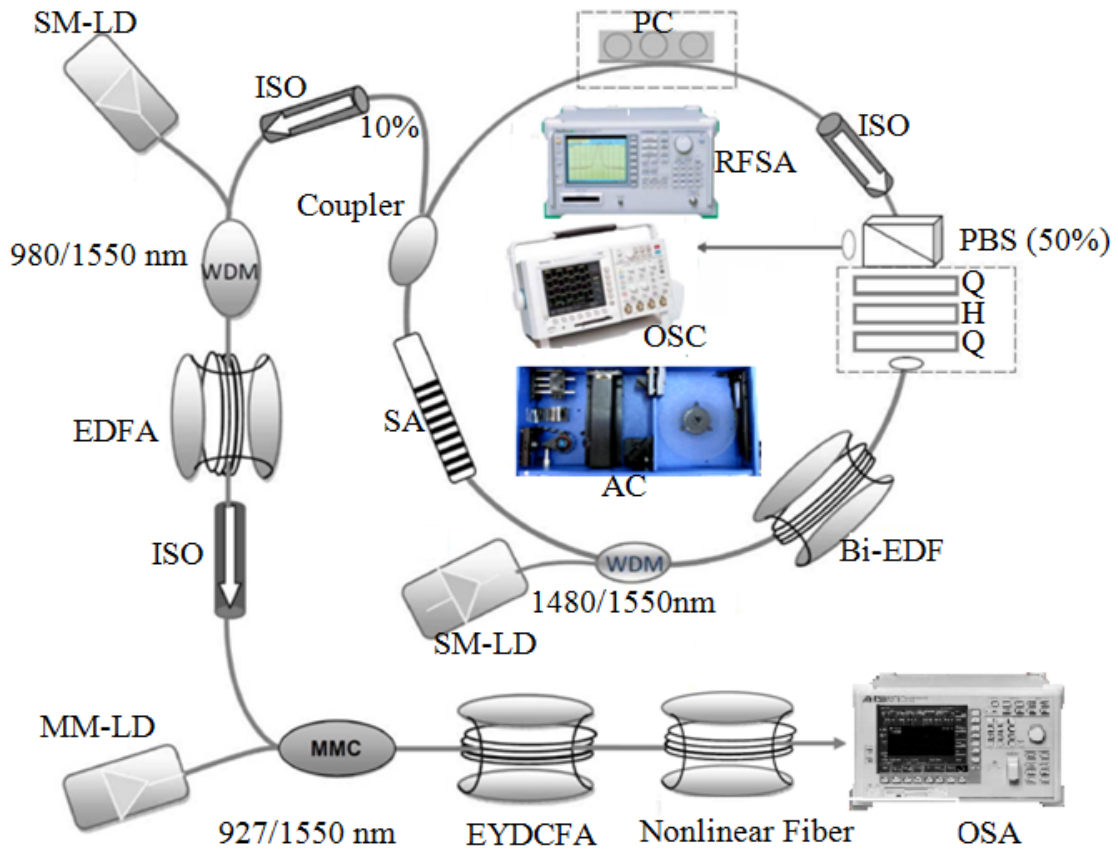 SM-LD
PC
ISO
10%
ISO
RFSA
Coupler
980/1550 nm
WDM
PBS (50%)
Q
H
Q
OSC
EDFA
SA
AC
ISO
Bi-EDF
WDM
1480/1550nm
SM-LD
MM-LD
MMC
927/1550 nm
EYDCFA
Nonlinear Fiber
OSA